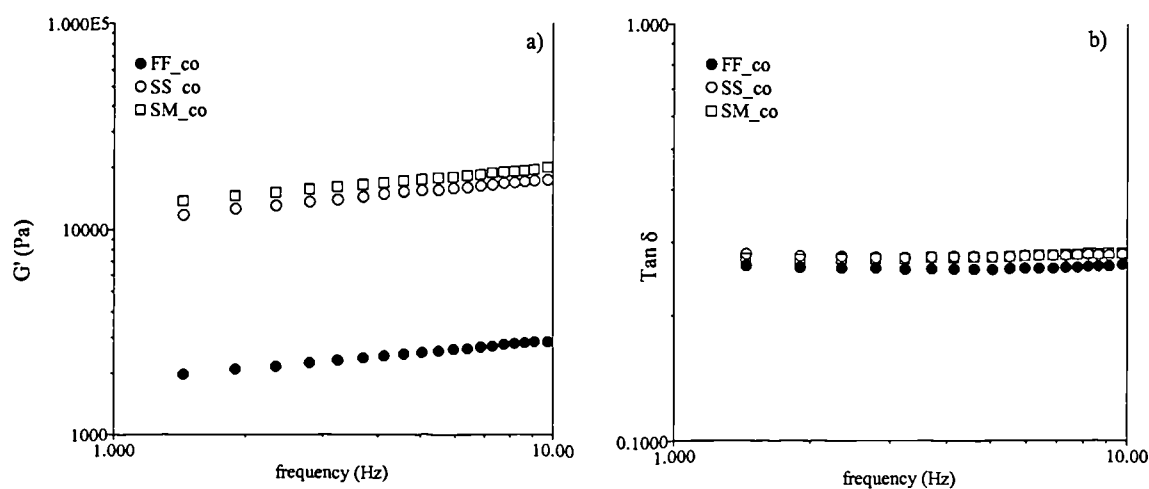 1.000E5
a)
FF_co
SS_co
SM_co
G' (Pa)
10000
1000
1.000
10.00
frequency (Hz)
1.000
b)
FF_co
SS_co
SM_co
Tan δ
0.1000
1.000
10.00
frequency (Hz)